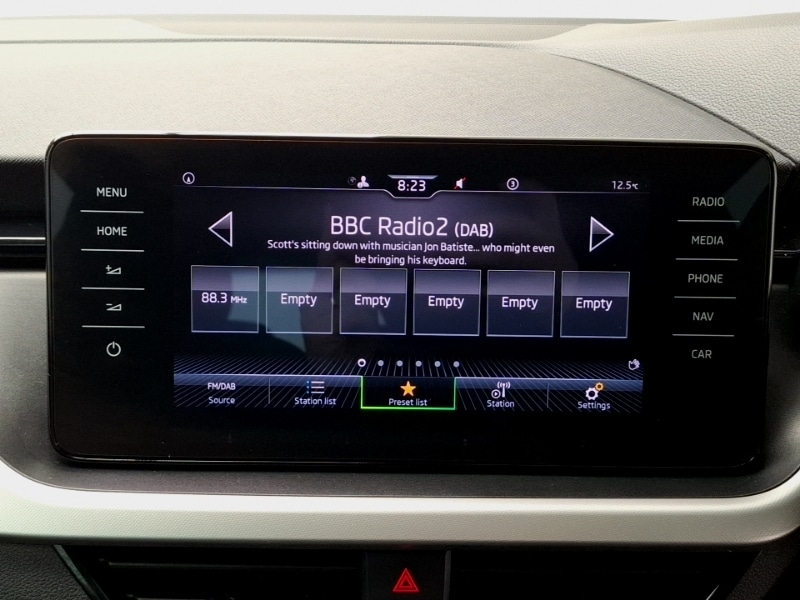 MENU
HOME
8:23
3
12.5°C
BBC Radio2 (DAB)
Scott's sitting down with musician Jon Batiste... who might even
be bringing his keyboard.
88.3 MHz
Empty
Empty
Empty
Empty
Empty
FM/DAB
Source
Station list
Preset list
Station
Settings
RADIO
MEDIA
PHONE
NAV
CAR